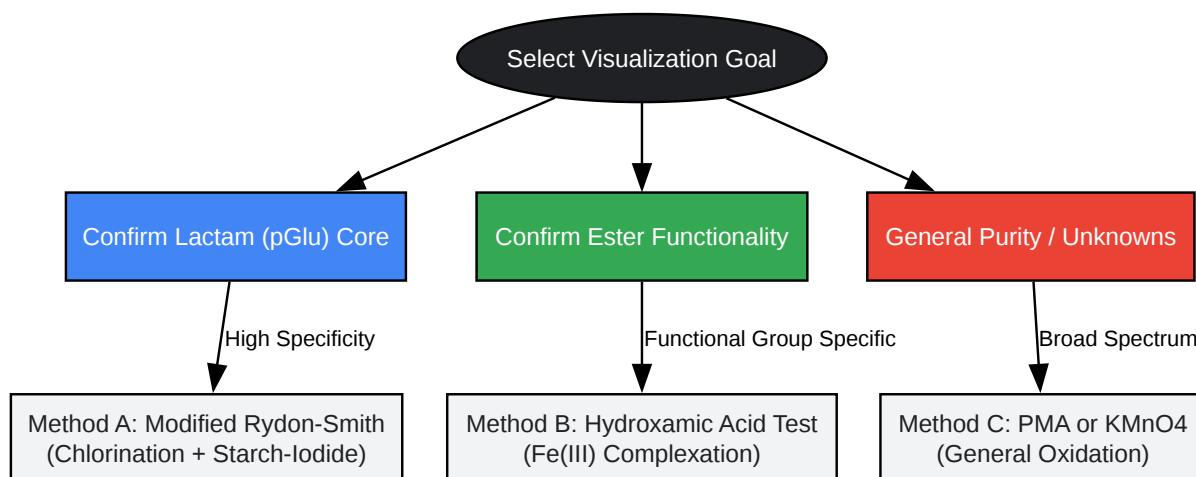 Select Visualization Goal
Confirm Lactam (pGlu) Core
Confirm Ester Functionality
General Purity / Unknowns
High Specificity
Functional Group Specific
Broad Spectrum
Method A: Modified Rydon-Smith
(Chlorination + Starch-Iodide)
Method B: Hydroxamic Acid Test
(Fe(III) Complexation)
Method C: PMA or KMnO4
(General Oxidation)